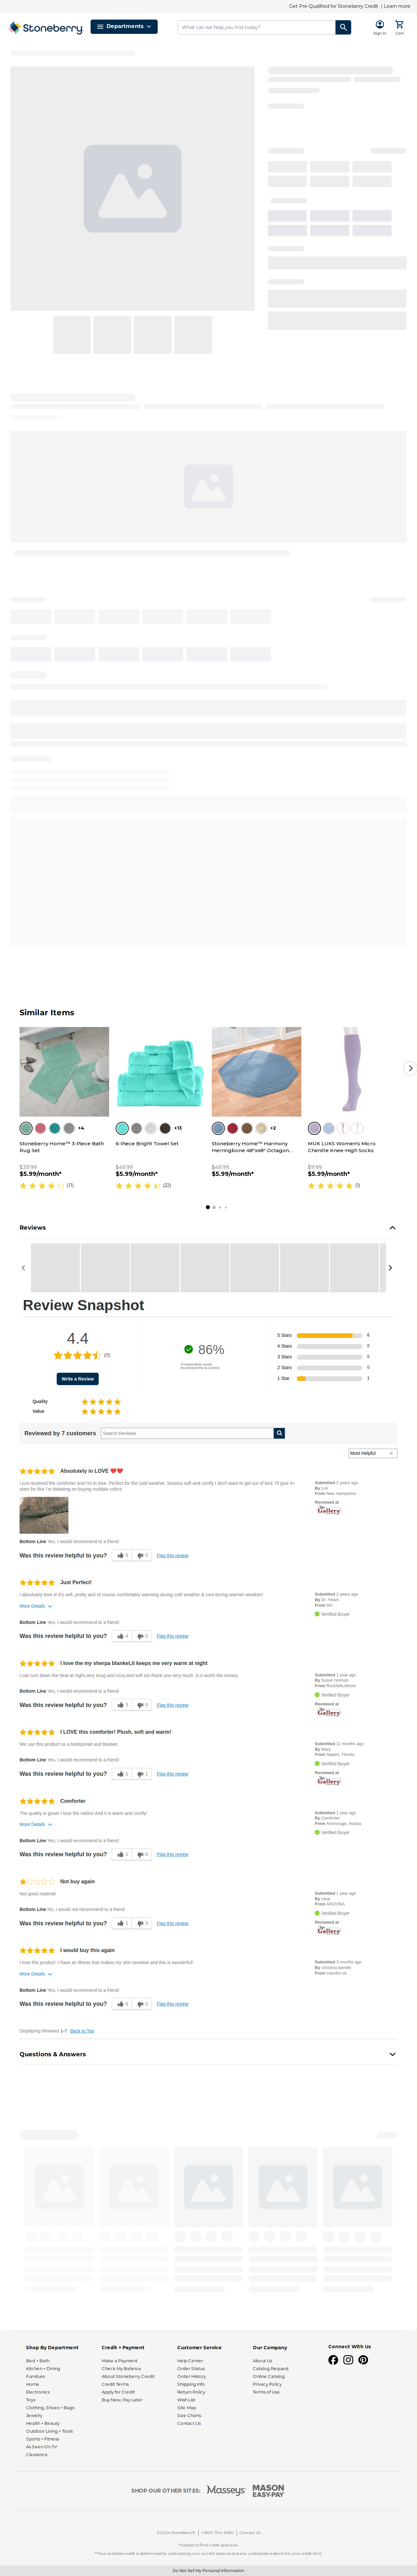 Get Pre-Qualified for Stoneberry Credit | Learn more
Stoneberry
Departments
What can we help you find today?
Sign In
Cart
Similar Items
+4
Stoneberry Home™ 3-Piece Bath
Rug Set
$39.99
$5.99/month*
(11)
+13
6-Piece Bright Towel Set
$49.99
$5.99/month*
(22)
+2
Stoneberry Home™ Harmony
Herringbone 48"x48" Octagon...
$49.99
$5.99/month*
MUK LUKS Women's Micro
Chenille Knee-High Socks
$9.99
$5.99/month*
(1)
Reviews
Review Snapshot
4.4
(7)
Write a Review
86%
of respondents would
recommend this to a friend
5 Stars 6
4 Stars 0
3 Stars 0
2 Stars 0
1 Star 1
Quality
Value
Reviewed by 7 customers
Search Reviews
Most Helpful
Absolutely in LOVE ❤️❤️
I just received the comforter and I'm in love. Perfect for the cold weather. Sooooo soft and comfy I don't want to get out of bed. I'll give 5+
stars for this I'm debating on buying multiple colors
Submitted 2 years ago
By Lori
From New Hampshire
Reviewed at
Gallery
Bottom Line Yes, I would recommend to a friend
Was this review helpful to you? 5 0 Flag this review
Just Perfect!
I absolutely love it! It's soft, pretty and of course comfortably warming during cold weather & cool during warmer weather!
More Details
Submitted 2 years ago
By Dr. Yvawn
From MA
Verified Buyer
Bottom Line Yes, I would recommend to a friend
Was this review helpful to you? 4 0 Flag this review
I love the my sherpa blanket,it keeps me very warm at night
I can torn down the heat at night,very snug and cozy,and soft too thank you very much .it is worth the money.
Submitted 1 year ago
By Susan norman
From Rockfalls,illinois
Verified Buyer
Reviewed at
Gallery
Bottom Line Yes, I would recommend to a friend
Was this review helpful to you? 3 0 Flag this review
I LOVE this comforter! Plush, soft and warm!
We use this product as a bedspread and blanket.
Submitted 11 months ago
By Mary
From Naples, Florida
Verified Buyer
Reviewed at
Gallery
Bottom Line Yes, I would recommend to a friend
Was this review helpful to you? 2 1 Flag this review
Comforter
The quality is great! I love the colors! And it is warm and comfy!
More Details
Submitted 1 year ago
By Comforter
From Anchorage, Alaska
Verified Buyer
Bottom Line Yes, I would recommend to a friend
Was this review helpful to you? 1 0 Flag this review
Not buy again
Not good material
Submitted 1 year ago
By Ueat
From ARIZONA
Verified Buyer
Reviewed at
Gallery
Bottom Line No, I would not recommend to a friend
Was this review helpful to you? 1 3 Flag this review
I would buy this again
I love this product. I have an illness that makes my skin sensitive and this is wonderful!
More Details
Submitted 3 months ago
By christina barnett
From marston wi
Bottom Line Yes, I would recommend to a friend
Was this review helpful to you? 0 0 Flag this review
Displaying Reviews 1-7 Back to Top
Questions & Answers
Shop By Department
Bed + Bath
Kitchen + Dining
Furniture
Home
Electronics
Toys
Clothing, Shoes + Bags
Jewelry
Health + Beauty
Outdoor Living + Tools
Sports + Fitness
As Seen On TV
Clearance
Credit + Payment
Make a Payment
Check My Balance
About Stoneberry Credit
Credit Terms
Apply for Credit
Buy Now, Pay Later
Customer Service
Help Center
Order Status
Order History
Shipping Info
Return Policy
Wish List
Site Map
Size Charts
Contact Us
Our Company
About Us
Catalog Request
Online Catalog
Privacy Policy
Terms of Use
Connect With Us
SHOP OUR OTHER SITES:
Masseys
MASON
EASY-PAY
©2024 Stoneberry®. | 1-800-704-5480 | Contact Us
*Subject to final credit approval.
**Your available credit is determined by subtracting your current balance and any unshipped orders from your credit limit.
Do Not Sell My Personal Information